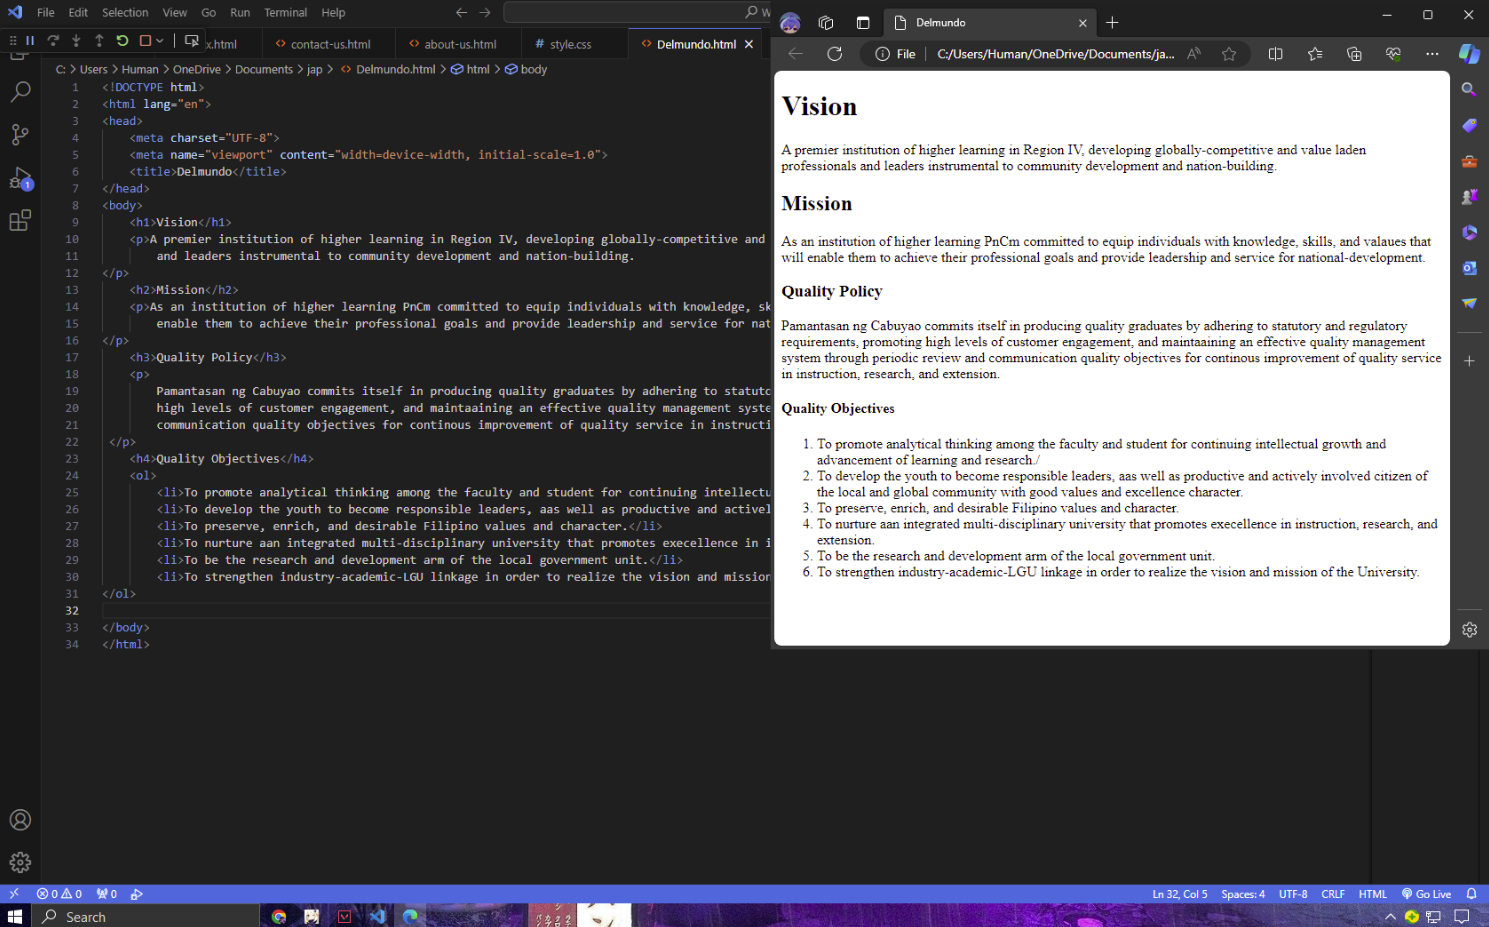 File Edit Selection View Go Run Terminal Help
x.html contact-us.html about-us.html # style.css Delmundo.html
C: > Users > Human > OneDrive > Documents > jap > Delmundo.html > html > body
1 <!DOCTYPE html>
2 <html lang="en">
3 <head>
4 <meta charset="UTF-8">
5 <meta name="viewport" content="width=device-width, initial-scale=1.0">
6 <title>Delmundo</title>
7 </head>
8 <body>
9 <h1>Vision</h1>
10 <p>A premier institution of higher learning in Region IV, developing globally-competitive and
11 and leaders instrumental to community development and nation-building.
12 </p>
13 <h2>Mission</h2>
14 <p>As an institution of higher learning PnCm committed to equip individuals with knowledge, sk
15 enable them to achieve their professional goals and provide leadership and service for nat
16 </p>
17 <h3>Quality Policy</h3>
18 <p>
19 Pamantasan ng Cabuyao commits itself in producing quality graduates by adhering to statuto
20 high levels of customer engagement, and maintaaining an effective quality management syste
21 communication quality objectives for continous improvement of quality service in instructi
22 </p>
23 <h4>Quality Objectives</h4>
24 <ol>
25 <li>To promote analytical thinking among the faculty and student for continuing intellectu
26 <li>To develop the youth to become responsible leaders, aas well as productive and activel
27 <li>To preserve, enrich, and desirable Filipino values and character.</li>
28 <li>To nurture aan integrated multi-disciplinary university that promotes execellence in i
29 <li>To be the research and development arm of the local government unit.</li>
30 <li>To strengthen industry-academic-LGU linkage in order to realize the vision and mission
31 </ol>
32
33 </body>
34 </html>
1
Delmundo
File C:/Users/Human/OneDrive/Documents/ja...
Vision
A premier institution of higher learning in Region IV, developing globally-competitive and value laden
professionals and leaders instrumental to community development and nation-building.
Mission
As an institution of higher learning PnCm committed to equip individuals with knowledge, skills, and valaues that
will enable them to achieve their professional goals and provide leadership and service for national-development.
Quality Policy
Pamantasan ng Cabuyao commits itself in producing quality graduates by adhering to statutory and regulatory
requirements, promoting high levels of customer engagement, and maintaaining an effective quality management
system through periodic review and communication quality objectives for continous improvement of quality service
in instruction, research, and extension.
Quality Objectives
1. To promote analytical thinking among the faculty and student for continuing intellectual growth and
advancement of learning and research./
2. To develop the youth to become responsible leaders, aas well as productive and actively involved citizen of
the local and global community with good values and excellence character.
3. To preserve, enrich, and desirable Filipino values and character.
4. To nurture aan integrated multi-disciplinary university that promotes execellence in instruction, research, and
extension.
5. To be the research and development arm of the local government unit.
6. To strengthen industry-academic-LGU linkage in order to realize the vision and mission of the University.
0 0 0 Ln 32, Col 5 Spaces: 4 UTF-8 CRLF HTML Go Live
Search